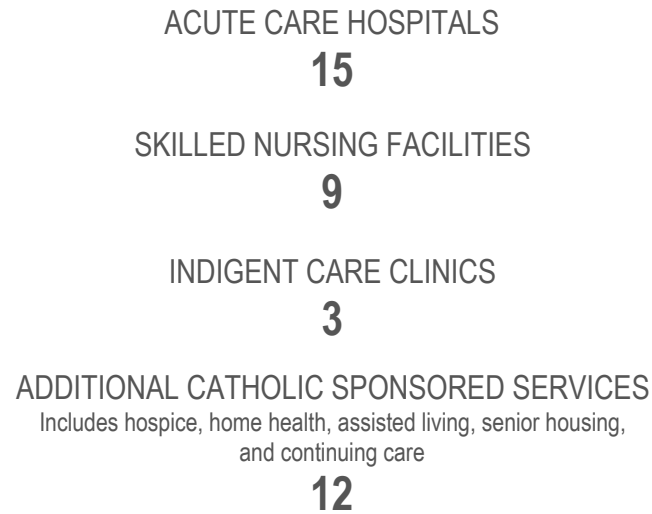 ACUTE CARE HOSPITALS
15
SKILLED NURSING FACILITIES
9
INDIGENT CARE CLINICS
3
ADDITIONAL CATHOLIC SPONSORED SERVICES
Includes hospice, home health, assisted living, senior housing,
and continuing care
12